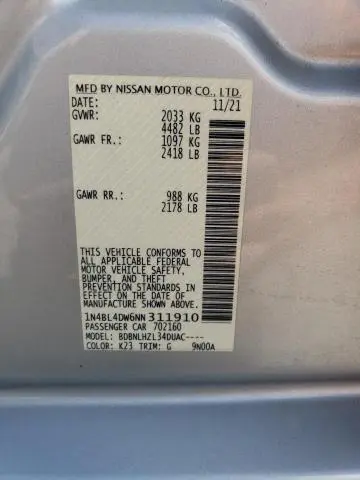 MFD BY NISSAN MOTOR CO., LTD.
DATE: 11/21
GVWR: 2033 KG
4482 LB
GAWR FR.: 1097 KG
2418 LB
GAWR RR.: 988 KG
2178 LB
THIS VEHICLE CONFORMS TO
ALL APPLICABLE FEDERAL
MOTOR VEHICLE SAFETY,
BUMPER, AND THEFT
PREVENTION STANDARDS
IN EFFECT ON THE DATE OF
MANUFACTURE SHOWN ABOVE.
1N4BL4DW6NN311910
PASSENGER CAR 702160
MODEL: BDBNLHZL34DUAC----
COLOR: K23 TRIM: G 9N00A